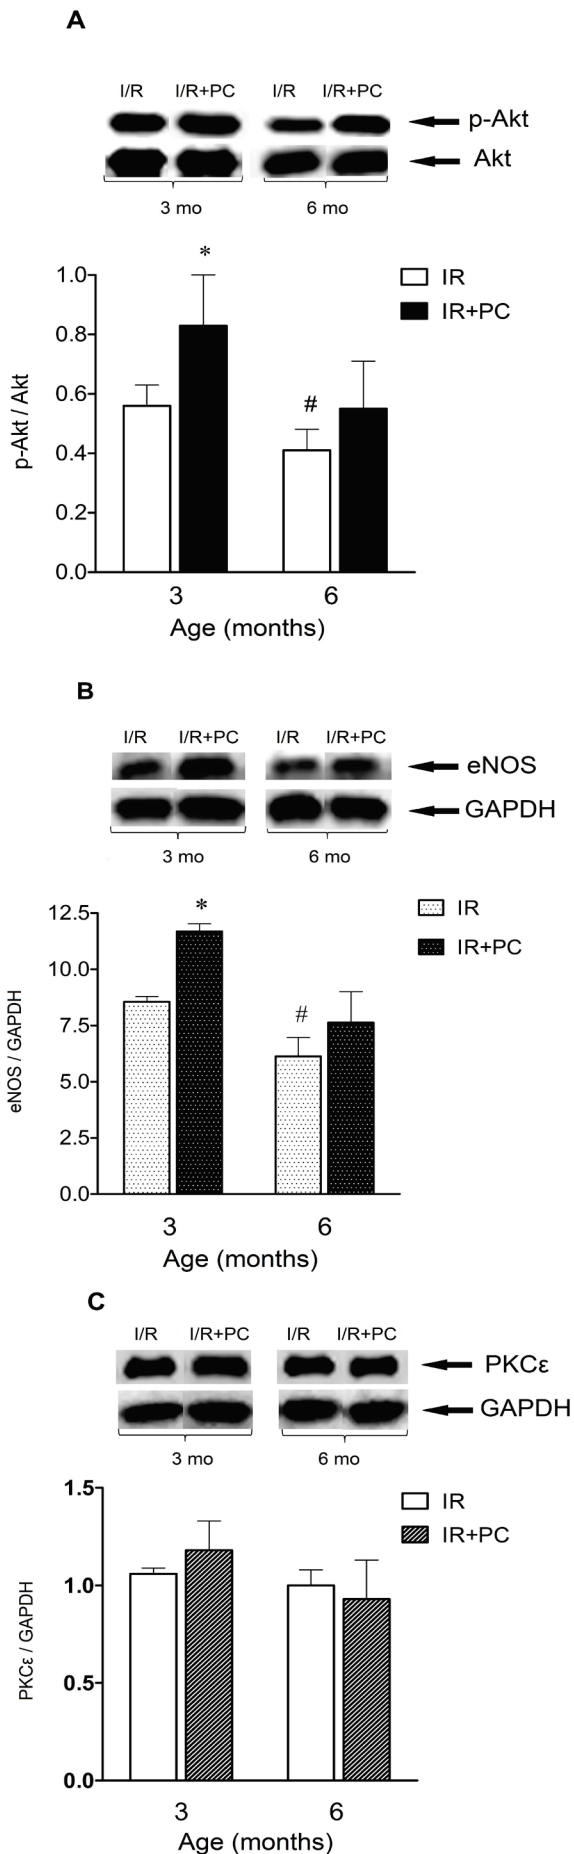 A
I/R I/R+PC I/R I/R+PC
p-Akt
Akt
3 mo 6 mo
*
1.0
IR
IR+PC
0.8
0.6
#
0.4
0.2
0.0
p-Akt / Akt
3 6
Age (months)
B
I/R I/R+PC I/R I/R+PC
eNOS
GAPDH
3 mo 6 mo
*
12.5
IR
IR+PC
10.0
#
7.5
5.0
2.5
0.0
eNOS / GAPDH
3 6
Age (months)
C
I/R I/R+PC I/R I/R+PC
PKCε
GAPDH
3 mo 6 mo
1.5
IR
IR+PC
1.0
0.5
0.0
PKCε / GAPDH
3 6
Age (months)